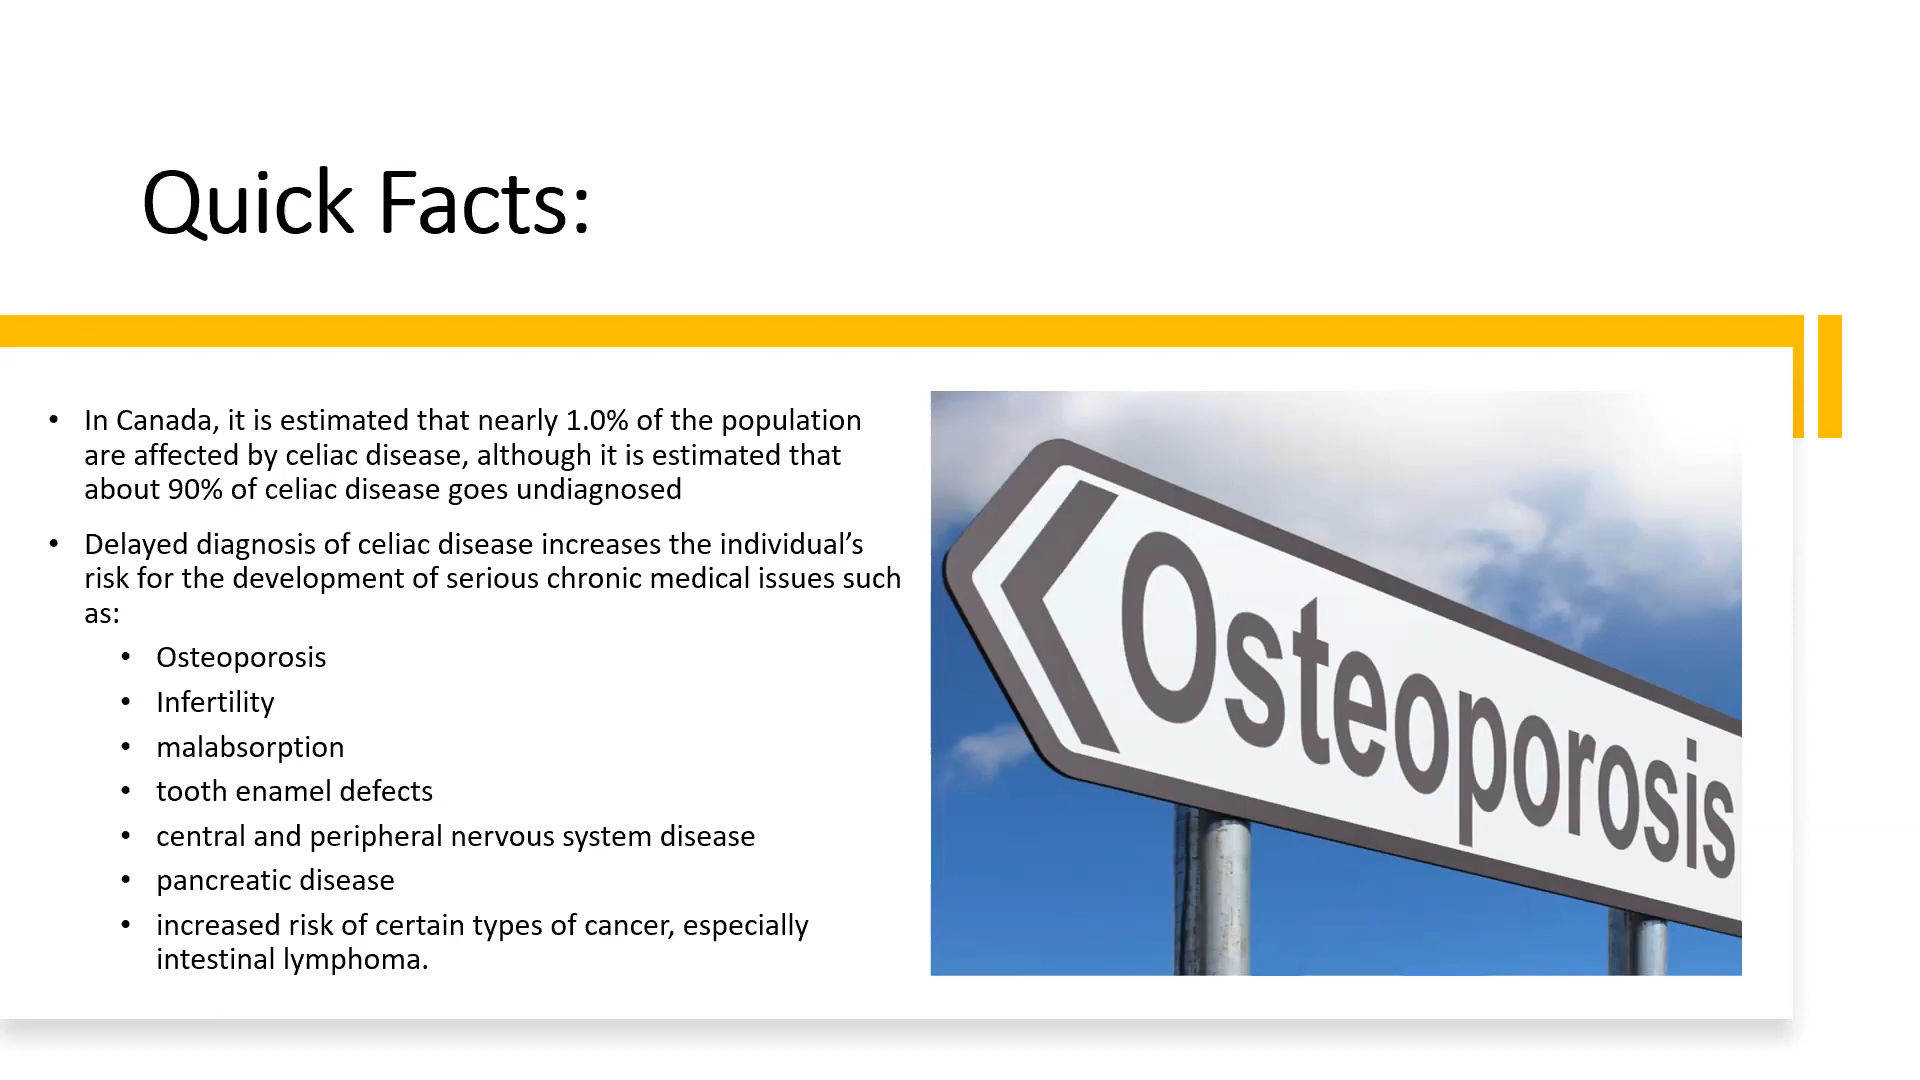 Quick Facts:
• In Canada, it is estimated that nearly 1.0% of the population
are affected by celiac disease, although it is estimated that
about 90% of celiac disease goes undiagnosed
• Delayed diagnosis of celiac disease increases the individual’s
risk for the development of serious chronic medical issues such
as:
• Osteoporosis
• Infertility
• malabsorption
• tooth enamel defects
• central and peripheral nervous system disease
• pancreatic disease
• increased risk of certain types of cancer, especially
intestinal lymphoma.
Osteoporosis